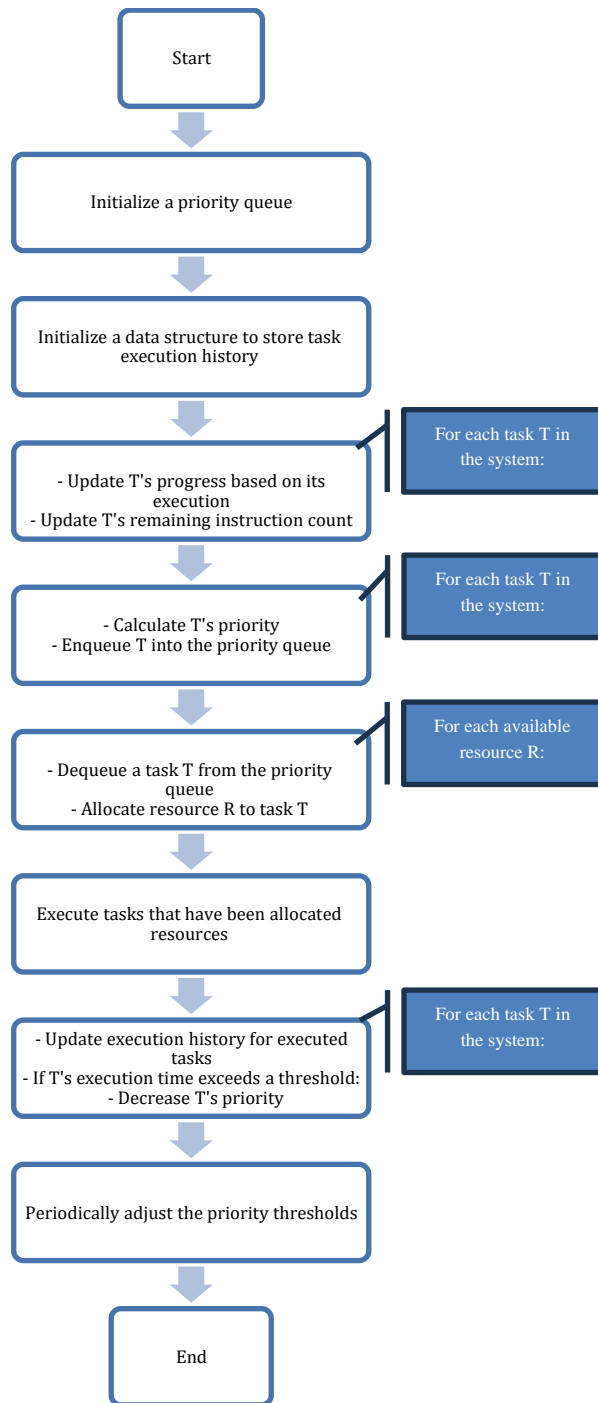 Start
Initialize a priority queue
Initialize a data structure to store task
execution history
For each task T in
the system:
- Update T's progress based on its
execution
- Update T's remaining instruction count
For each task T in
the system:
- Calculate T's priority
- Enqueue T into the priority queue
For each available
resource R:
- Dequeue a task T from the priority
queue
- Allocate resource R to task T
Execute tasks that have been allocated
resources
For each task T in
the system:
- Update execution history for executed
tasks
- If T's execution time exceeds a threshold:
- Decrease T's priority
Periodically adjust the priority thresholds
End